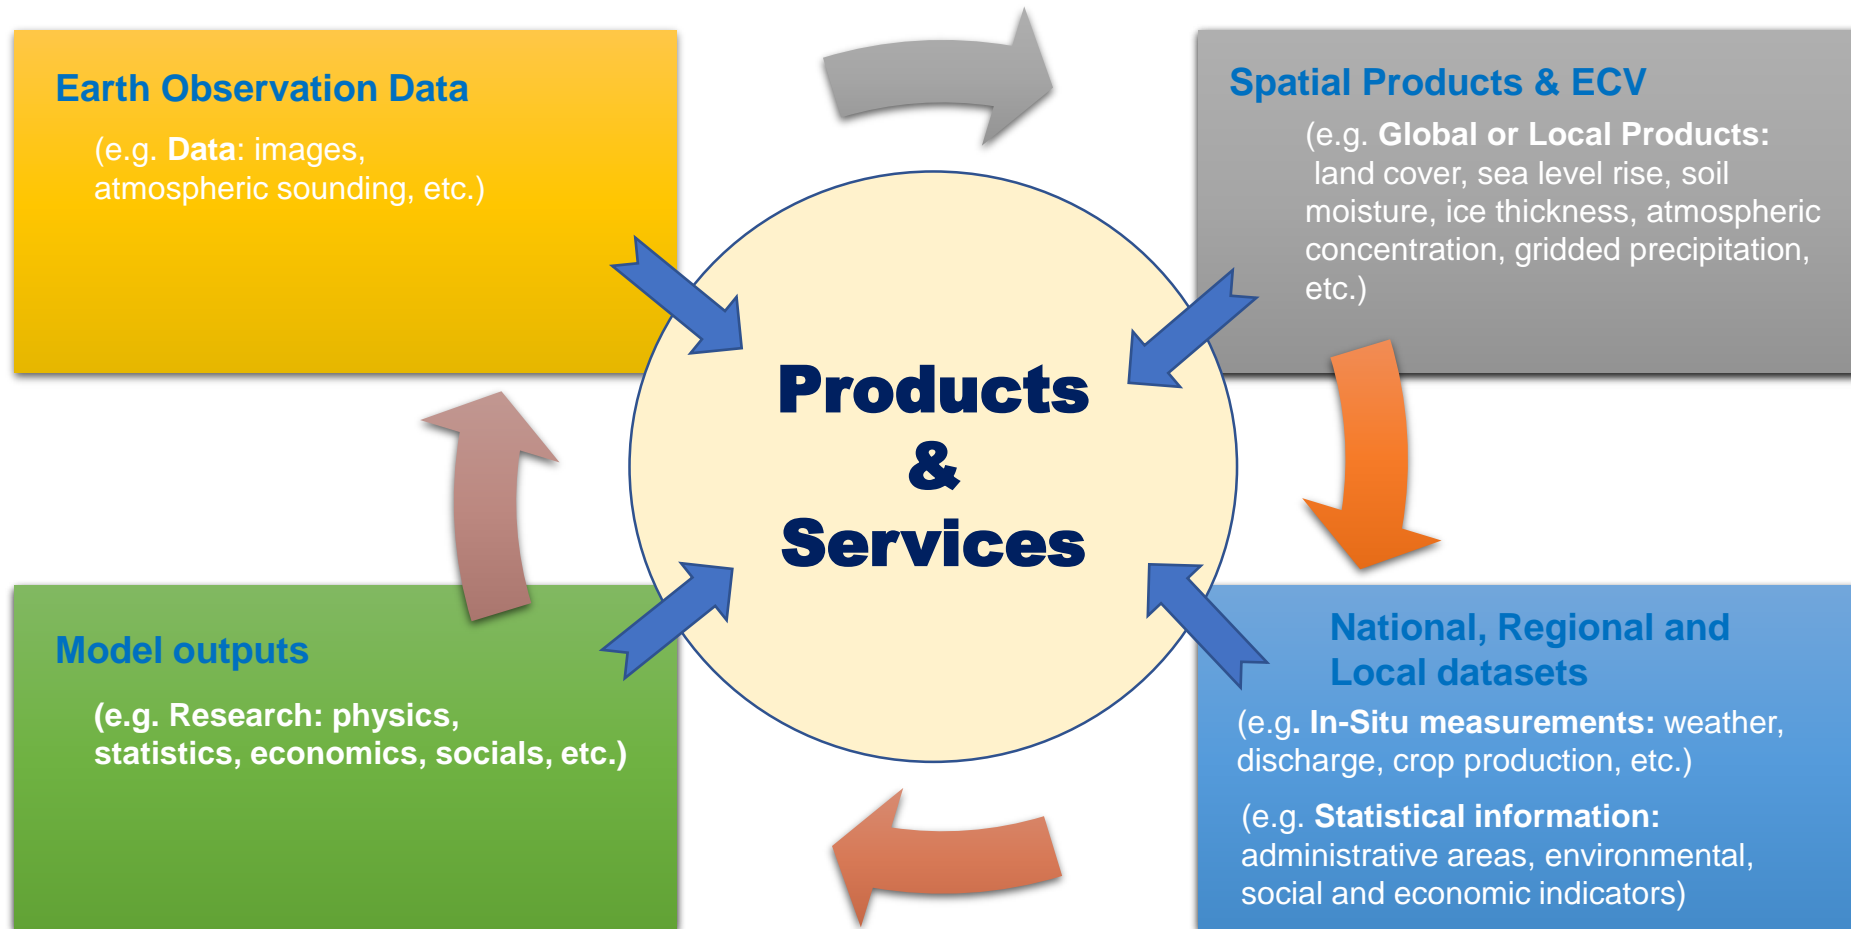 Earth Observation Data
(e.g. Data: images,
atmospheric sounding, etc.)
Spatial Products & ECV
(e.g. Global or Local Products:
land cover, sea level rise, soil
moisture, ice thickness, atmospheric
concentration, gridded precipitation,
etc.)
Products
&
Services
Model outputs
(e.g. Research: physics,
statistics, economics, socials, etc.)
National, Regional and
Local datasets
(e.g. In-Situ measurements: weather,
discharge, crop production, etc.)
(e.g. Statistical information:
administrative areas, environmental,
social and economic indicators)